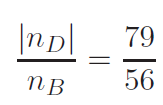 |n_D| / n_B = 79 / 56